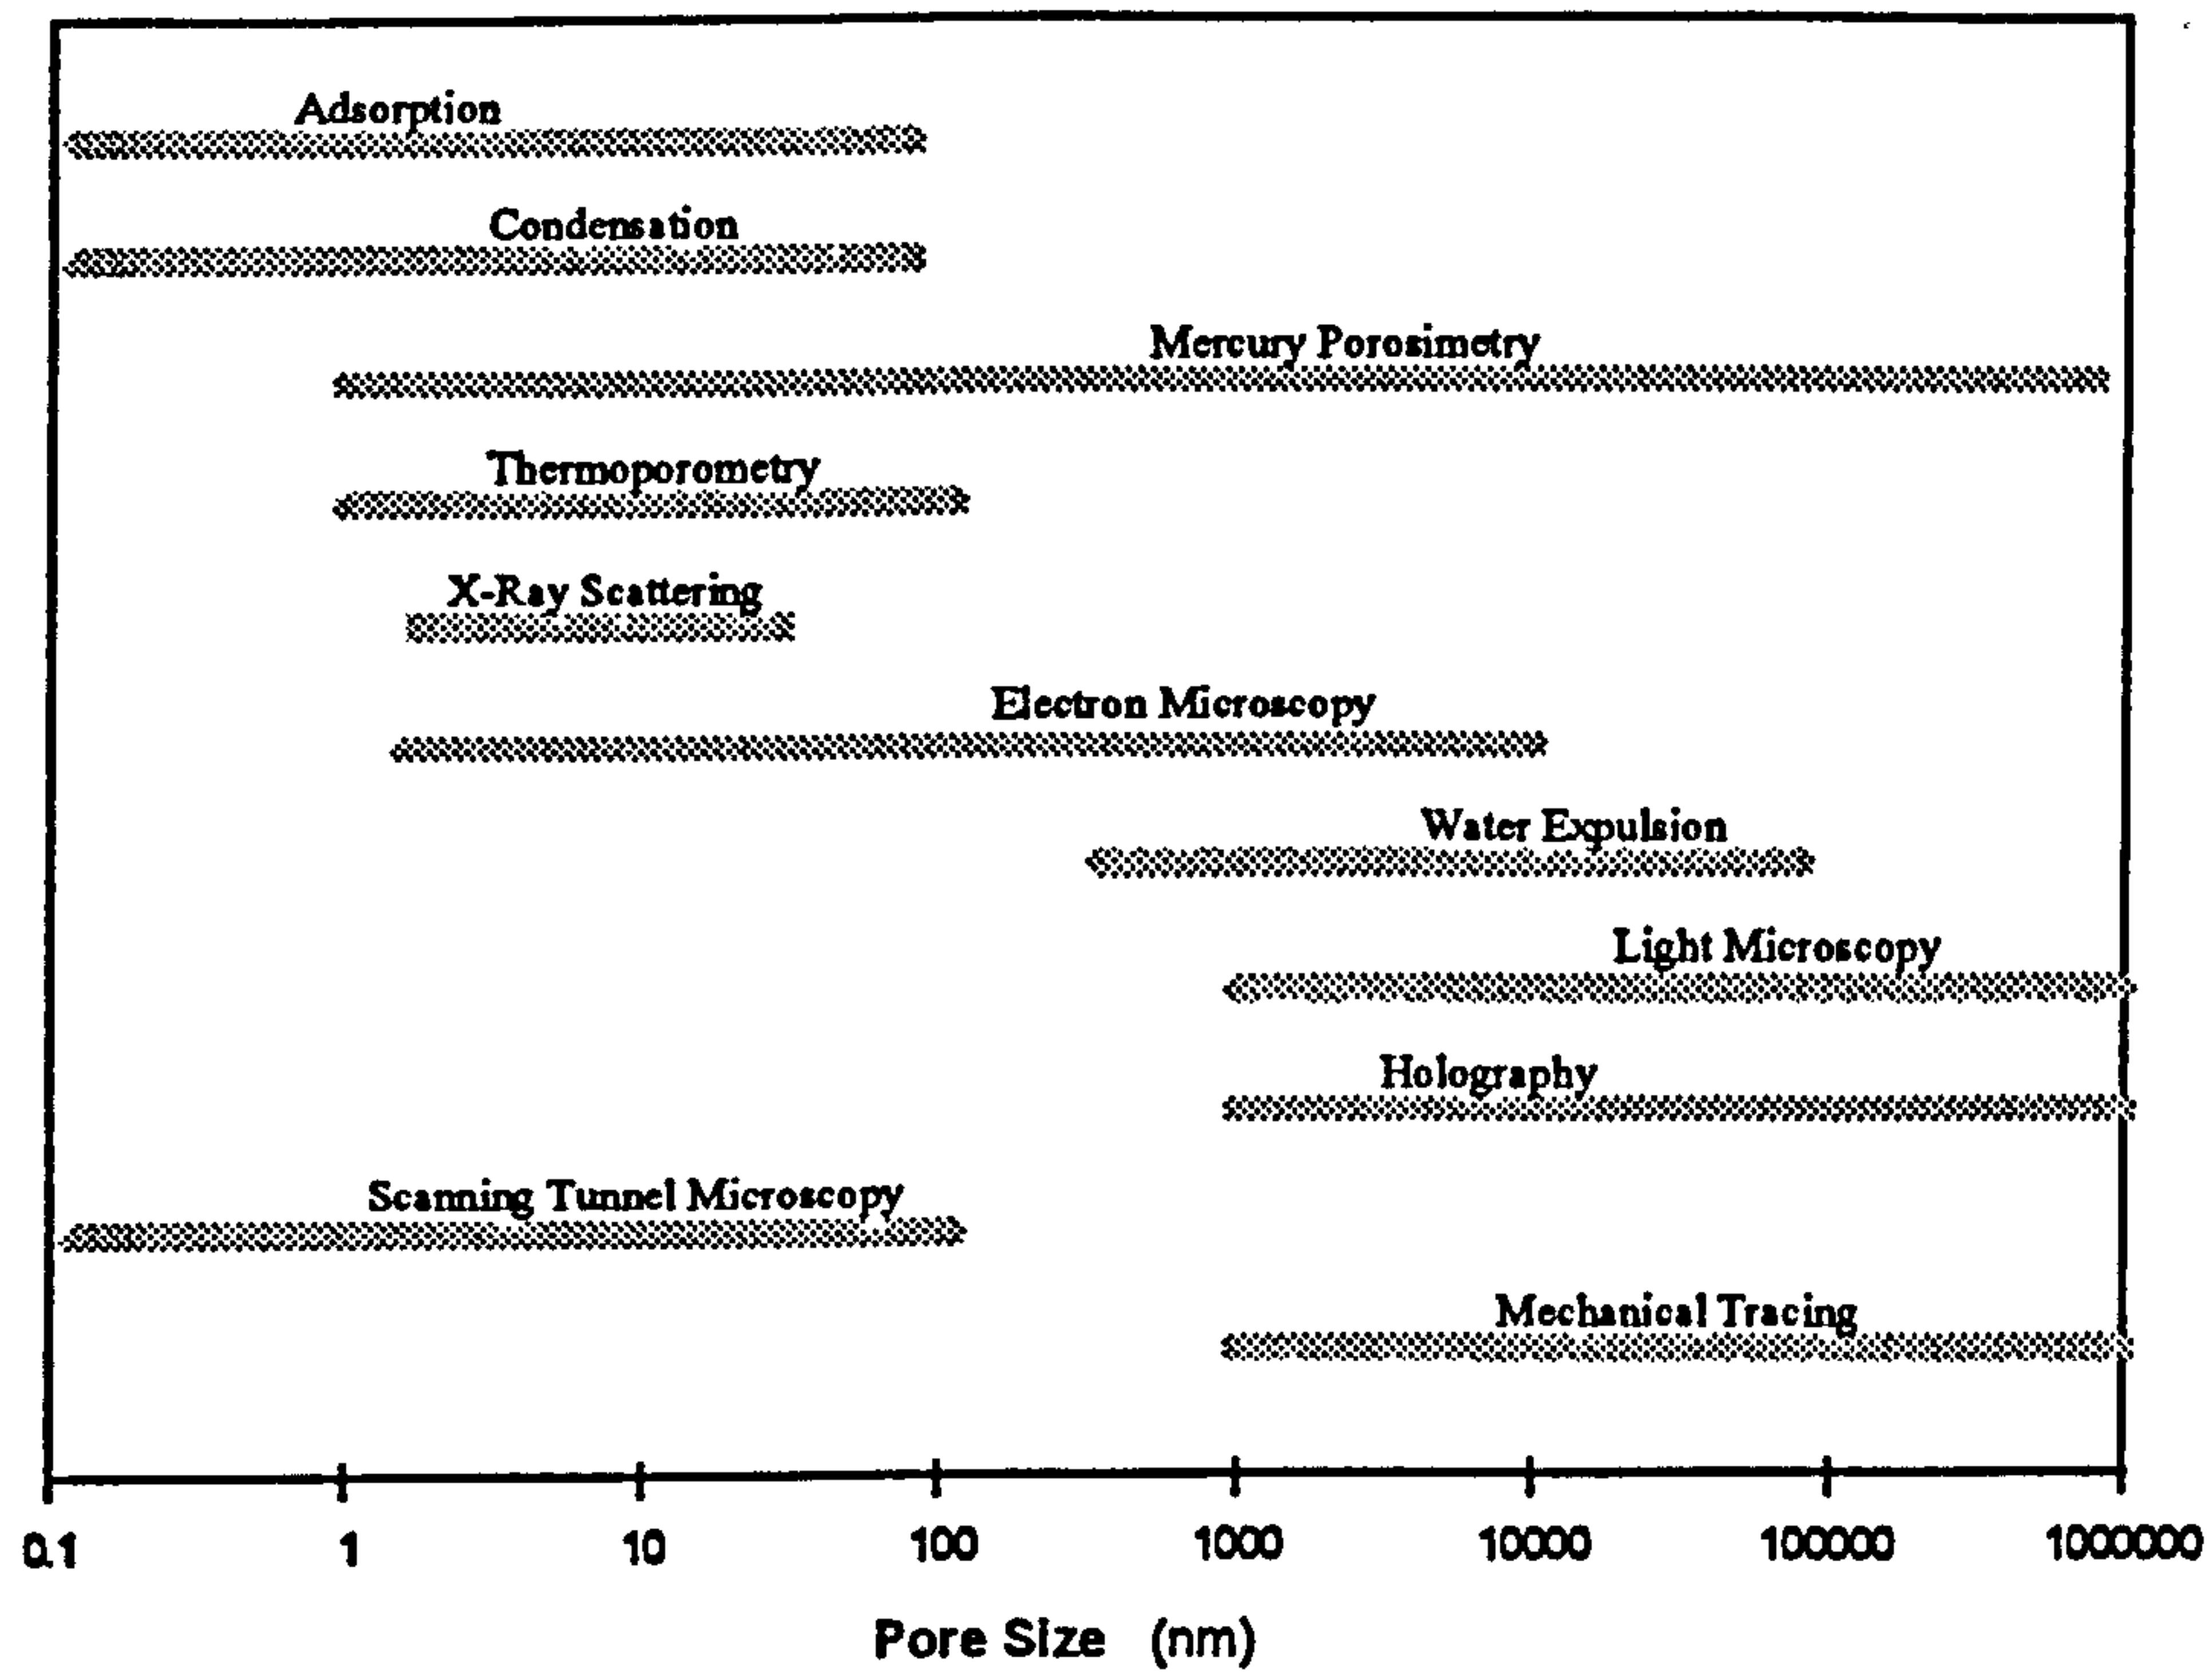 Adsorption
Condensation
Mercury Porosimetry
Thermoporometry
X-Ray Scattering
Electron Microscopy
Water Expulsion
Light Microscopy
Holography
Scanning Tunnel Microscopy
Mechanical Tracing
0.1 1 10 100 1000 10000 100000 1000000
Pore Size (nm)